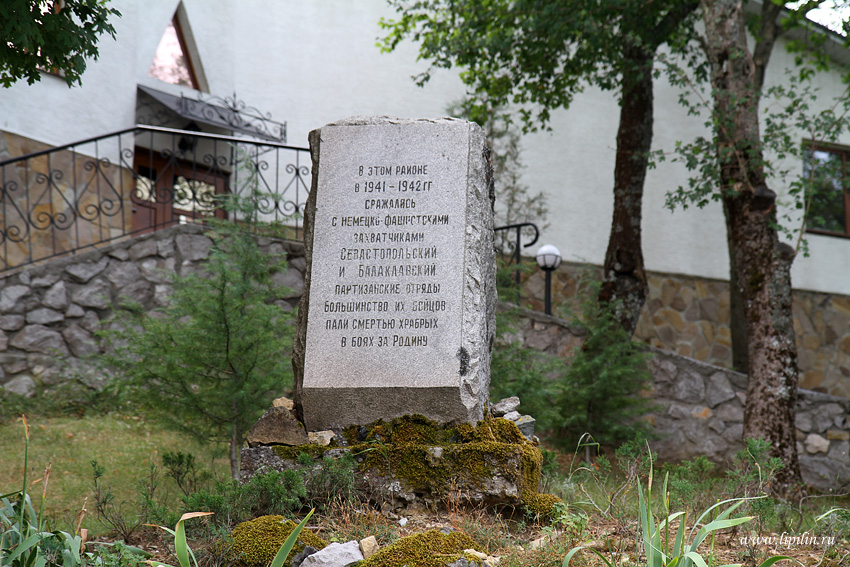 В ЭТОМ РАЙОНЕ
В 1941 - 1942 ГГ
СРАЖАЛИСЬ
С НЕМЕЦКО-ФАШИСТСКИМИ
ЗАХВАТЧИКАМИ
СЕВАСТОПОЛЬСКИЙ
И БАЛАКЛАВСКИЙ
ПАРТИЗАНСКИЕ ОТРЯДЫ
БОЛЬШИНСТВО ИХ БОЙЦОВ
ПАЛИ СМЕРТЬЮ ХРАБРЫХ
В БОЯХ ЗА РОДИНУ
www.lipilin.ru